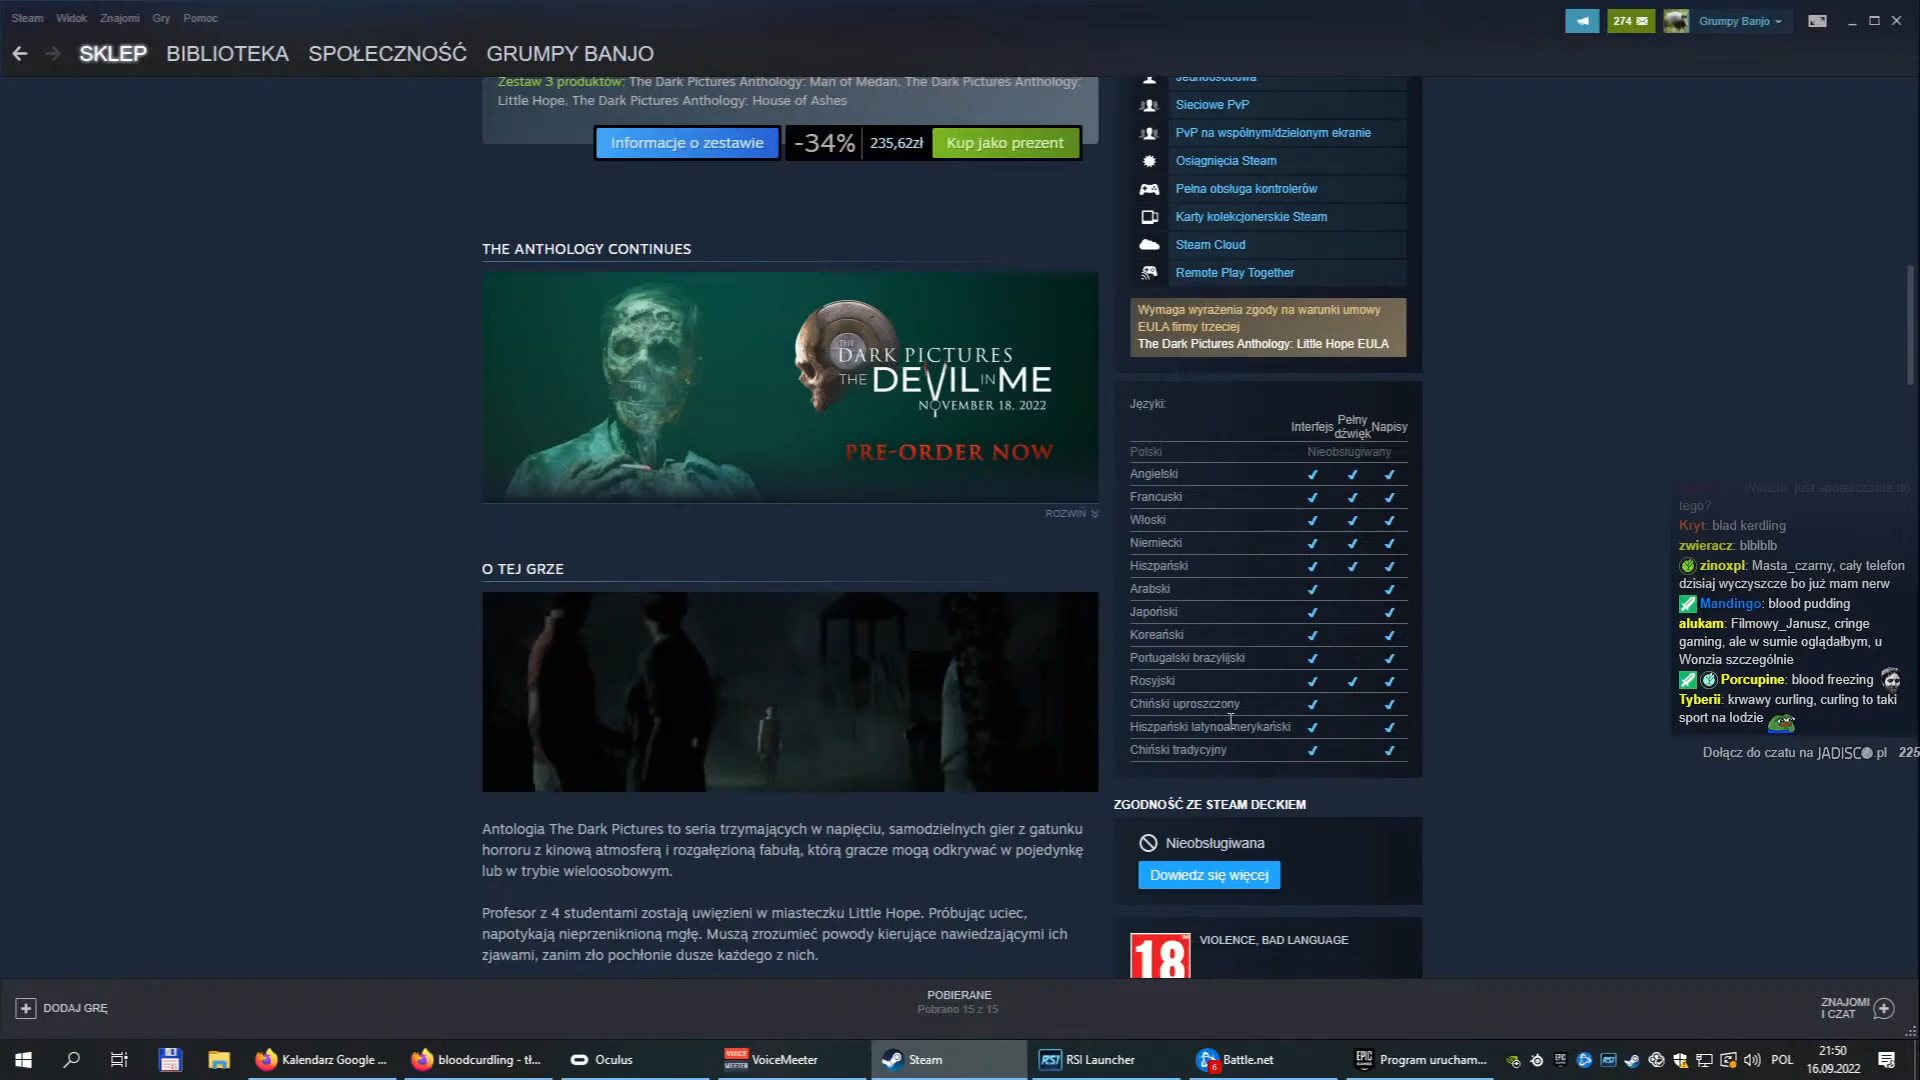 Steam Widok Znajomi Gry Pomoc
274
Grumpy Banjo
SKLEP BIBLIOTEKA SPOŁECZNOŚĆ GRUMPY BANJO
Zestaw 3 produktów: The Dark Pictures Anthology: Man of Medan, The Dark Pictures Anthology:
Little Hope, The Dark Pictures Anthology: House of Ashes
Informacje o zestawie -34% 235,62zł Kup jako prezent
THE ANTHOLOGY CONTINUES
THE
DARK PICTURES
THE DEVIL IN ME
NOVEMBER 18. 2022
PRE-ORDER NOW
ROZWIŃ
O TEJ GRZE
Antologia The Dark Pictures to seria trzymających w napięciu, samodzielnych gier z gatunku
horroru z kinową atmosferą i rozgałęzioną fabułą, którą gracze mogą odkrywać w pojedynkę
lub w trybie wieloosobowym.
Profesor z 4 studentami zostają uwięzieni w miasteczku Little Hope. Próbując uciec,
napotykają nieprzeniknioną mgłę. Muszą zrozumieć powody kierujące nawiedzającymi ich
zjawami, zanim zło pochłonie dusze każdego z nich.
Jednoosobowa
Sieciowe PvP
PvP na wspólnym/dzielonym ekranie
Osiągnięcia Steam
Pełna obsługa kontrolerów
Karty kolekcjonerskie Steam
Steam Cloud
Remote Play Together
Wymaga wyrażenia zgody na warunki umowy
EULA firmy trzeciej
The Dark Pictures Anthology: Little Hope EULA
Języki:
Interfejs Pełny dźwięk Napisy
Polski Nieobsługiwany
Angielski ✔ ✔ ✔
Francuski ✔ ✔ ✔
Włoski ✔ ✔ ✔
Niemiecki ✔ ✔ ✔
Hiszpański ✔ ✔ ✔
Arabski ✔ ✔
Japoński ✔ ✔
Koreański ✔ ✔
Portugalski brazylijski ✔ ✔
Rosyjski ✔ ✔ ✔
Chiński uproszczony ✔ ✔
Hiszpański latynoamerykański ✔ ✔
Chiński tradycyjny ✔ ✔
ZGODNOŚĆ ZE STEAM DECKIEM
Nieobsługiwana
Dowiedz się więcej
18 VIOLENCE, BAD LANGUAGE
tego?
Kryt: blad kerdling
zwieracz: blblblb
zinoxpl: Masta_czarny, cały telefon
dzisiaj wyczyszcze bo już mam nerw
Mandingo: blood pudding
alukam: Filmowy_Janusz, cringe
gaming, ale w sumie oglądałbym, u
Wonzia szczególnie
Porcupine: blood freezing
Tyberii: krwawy curling, curling to taki
sport na lodzie
Dołącz do czatu na JADISCO.pl 225
DODAJ GRĘ
POBIERANE
Pobrano 15 z 15
ZNAJOMI
I CZAT
Kalendarz Google ... bloodcurdling - tł... Oculus VOICE MEETER VoiceMeeter Steam RSI RSI Launcher 6 Battle.net EPIC GAMES Program urucham... POL
21:50
16.09.2022